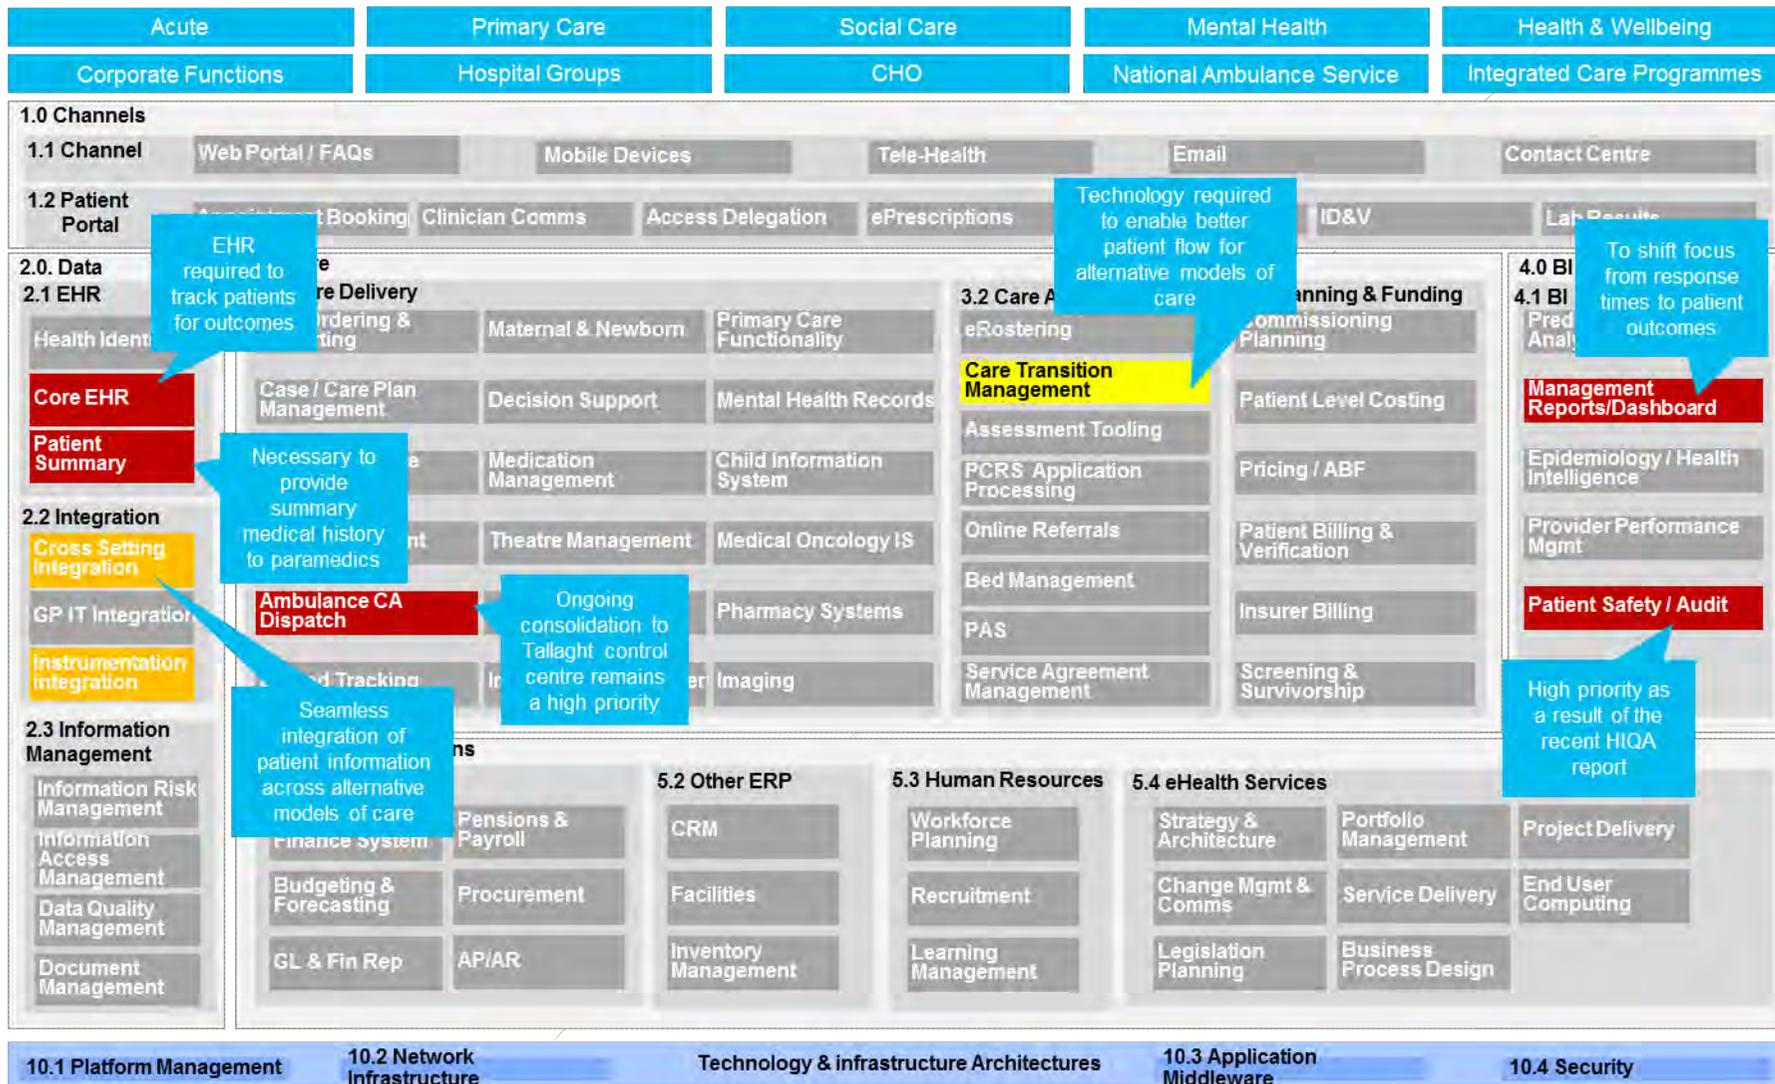 Acute
Primary Care
Social Care
Mental Health
Health & Wellbeing
Corporate Functions
Hospital Groups
CHO
National Ambulance Service
Integrated Care Programmes
1.0 Channels
1.1 Channel
Web Portal / FAQs
Mobile Devices
Tele-Health
Email
Contact Centre
1.2 Patient
Portal
Booking
Clinician Comms
Access Delegation
ePrescriptions
ID&V
Lab Results
Technology required
to enable better
patient flow for
alternative models of
care
EHR
required to
track patients
for outcomes
To shift focus
from response
times to patient
outcomes
2.0. Data
2.1 EHR
Health
Core EHR
Patient
Summary
Necessary to
provide
summary
medical history
to paramedics
2.2 Integration
Cross Setting
Integration
GP IT Integration
Instrumentation
integration
Seamless
integration of
patient information
across alternative
models of care
2.3 Information
Management
Information Risk
Management
Information
Access
Management
Data Quality
Management
Document
Management
Delivery
&
Maternal & Newborn
Primary Care
Functionality
Case / Care Plan
Management
Decision Support
Mental Health Records
Medication
Management
Child Information
System
Theatre Management
Medical Oncology IS
Ambulance CA
Dispatch
Ongoing
consolidation to
Tallaght control
centre remains
a high priority
Pharmacy Systems
Tracking
Imaging
3.2 Care
eRostering
Care Transition
Management
Assessment Tooling
PCRS Application
Processing
Online Referrals
Bed Management
PAS
Service Agreement
Management
& Funding
Commissioning
Planning
Patient Level Costing
Pricing / ABF
Patient Billing &
Verification
Insurer Billing
Screening &
Survivorship
4.0 BI
4.1 BI
Management
Reports/Dashboard
Epidemiology / Health
Intelligence
Provider Performance
Mgmt
Patient Safety / Audit
High priority as
a result of the
recent HIQA
report
Finance System
Pensions &
Payroll
Budgeting &
Forecasting
Procurement
GL & Fin Rep
AP/AR
5.2 Other ERP
CRM
Facilities
Inventory
Management
5.3 Human Resources
Workforce
Planning
Recruitment
Learning
Management
5.4 eHealth Services
Strategy &
Architecture
Portfolio
Management
Project Delivery
Change Mgmt &
Comms
Service Delivery
End User
Computing
Legislation
Planning
Business
Process Design
10.1 Platform Management
10.2 Network
Infrastructure
Technology & infrastructure Architectures
10.3 Application
Middleware
10.4 Security